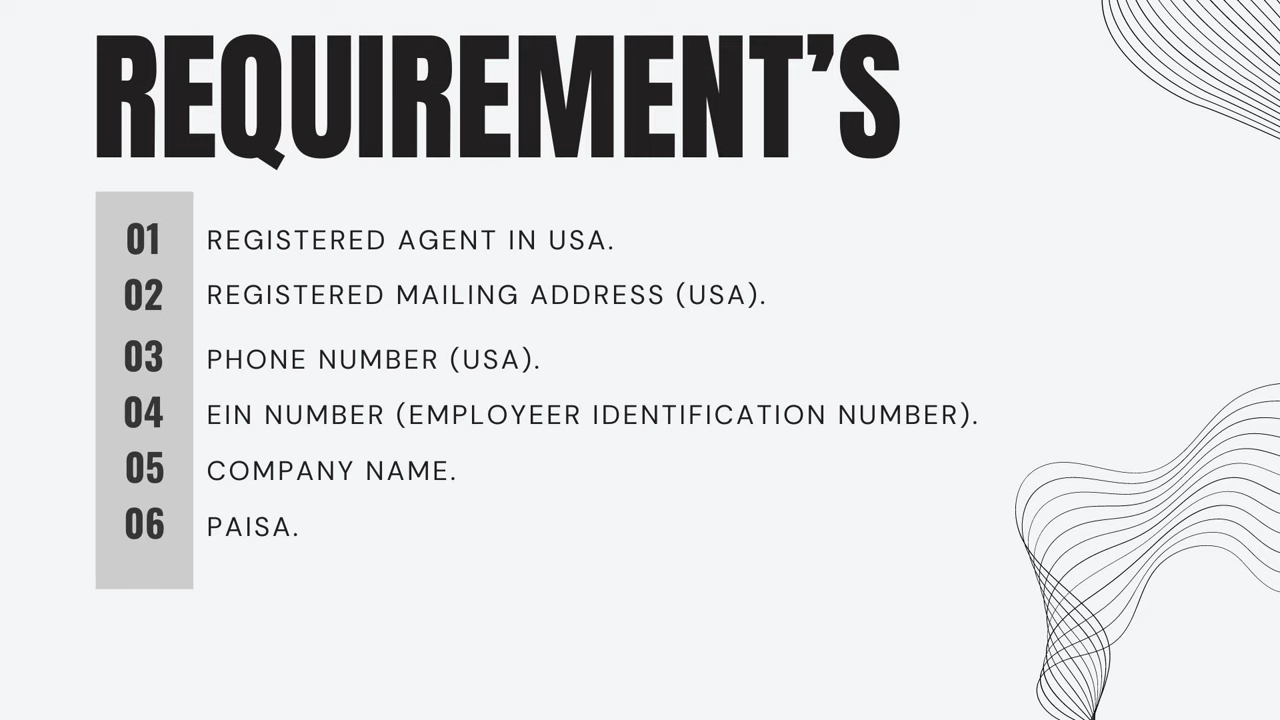 REQUIREMENT’S
01 REGISTERED AGENT IN USA.
02 REGISTERED MAILING ADDRESS (USA).
03 PHONE NUMBER (USA).
04 EIN NUMBER (EMPLOYEER IDENTIFICATION NUMBER).
05 COMPANY NAME.
06 PAISA.